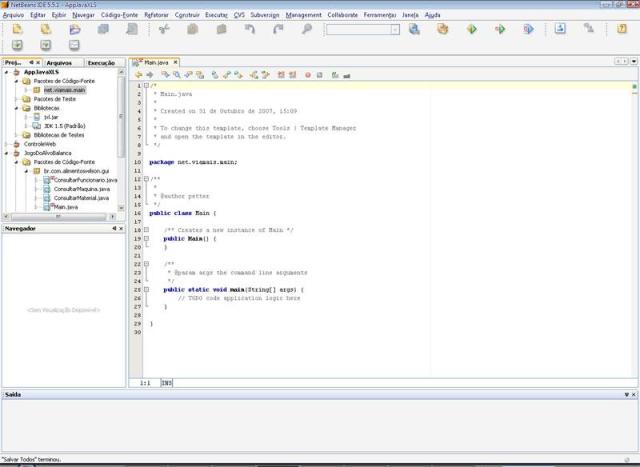 NetBeans IDE 5.5.1 - AppJavaXLS
Arquivo Editar Exibir Navegar Código-Fonte Refatorar Construir Executar CVS Subversion Management Collaborate Ferramentas Janela Ajuda
Proj... Arquivos Execução
AppJavaXLS
Pacotes de Código-Fonte
net.viamais.main
Pacotes de Teste
Bibliotecas
jxl.jar
JDK 1.5 (Padrão)
Bibliotecas de Testes
ControleWeb
JogoDoAlvoBalanca
Pacotes de Código-Fonte
br.com.alimentoswilson.gui
ConsultarFuncionario.java
ConsultarMaquina.java
ConsultarMaterial.java
Main.java
Navegador
<Sem Visualização Disponível>
Main.java
1 /*
2 * Main.java
3 *
4 * Created on 31 de Outubro de 2007, 15:09
5 *
6 * To change this template, choose Tools | Template Manager
7 * and open the template in the editor.
8 */
9
10 package net.viamais.main;
11
12 /**
13 *
14 * @author petter
15 */
16 public class Main {
17
18 /** Creates a new instance of Main */
19 public Main() {
20 }
21
22 /**
23 * @param args the command line arguments
24 */
25 public static void main(String[] args) {
26 // TODO code application logic here
27 }
28
29 }
30
1:1 INS
Saída
"Salvar Todos" terminou.